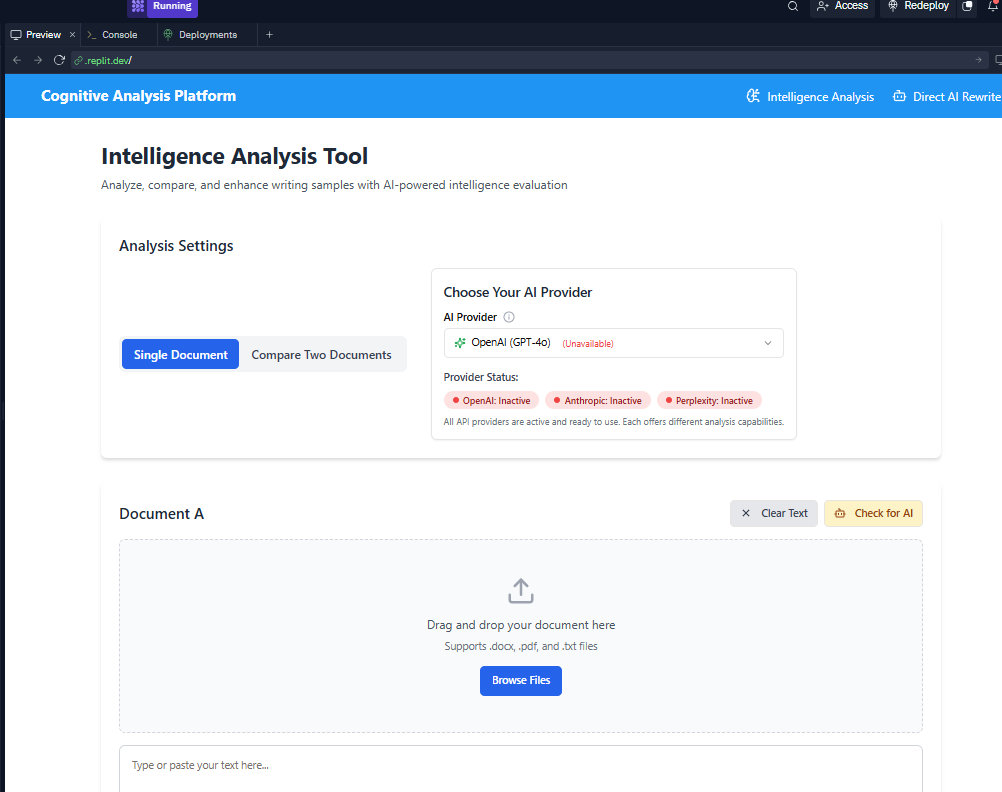 Running
Access
Redeploy
Preview
Console
Deployments
.replit.dev/
Cognitive Analysis Platform
Intelligence Analysis
Direct AI Rewrite
Intelligence Analysis Tool
Analyze, compare, and enhance writing samples with AI-powered intelligence evaluation
Analysis Settings
Single Document
Compare Two Documents
Choose Your AI Provider
AI Provider
OpenAI (GPT-4o) (Unavailable)
Provider Status:
OpenAI: Inactive
Anthropic: Inactive
Perplexity: Inactive
All API providers are active and ready to use. Each offers different analysis capabilities.
Document A
Clear Text
Check for AI
Drag and drop your document here
Supports .docx, .pdf, and .txt files
Browse Files
Type or paste your text here...